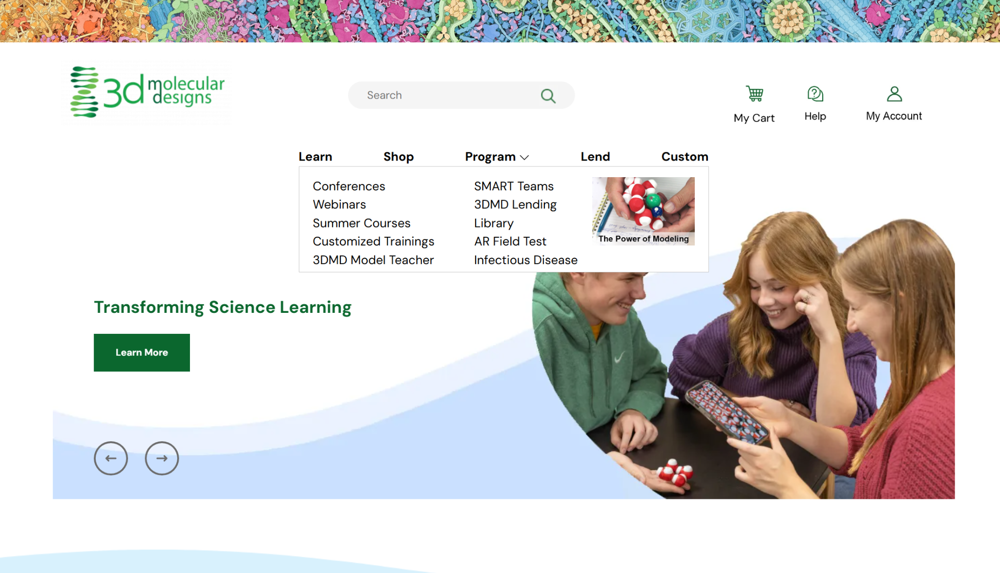 3d molecular
designs
Search
My Cart
Help
My Account
Learn
Shop
Program
Lend
Custom
Conferences
Webinars
Summer Courses
Customized Trainings
3DMD Model Teacher
SMART Teams
3DMD Lending
Library
AR Field Test
Infectious Disease
The Power of Modeling
Transforming Science Learning
Learn More